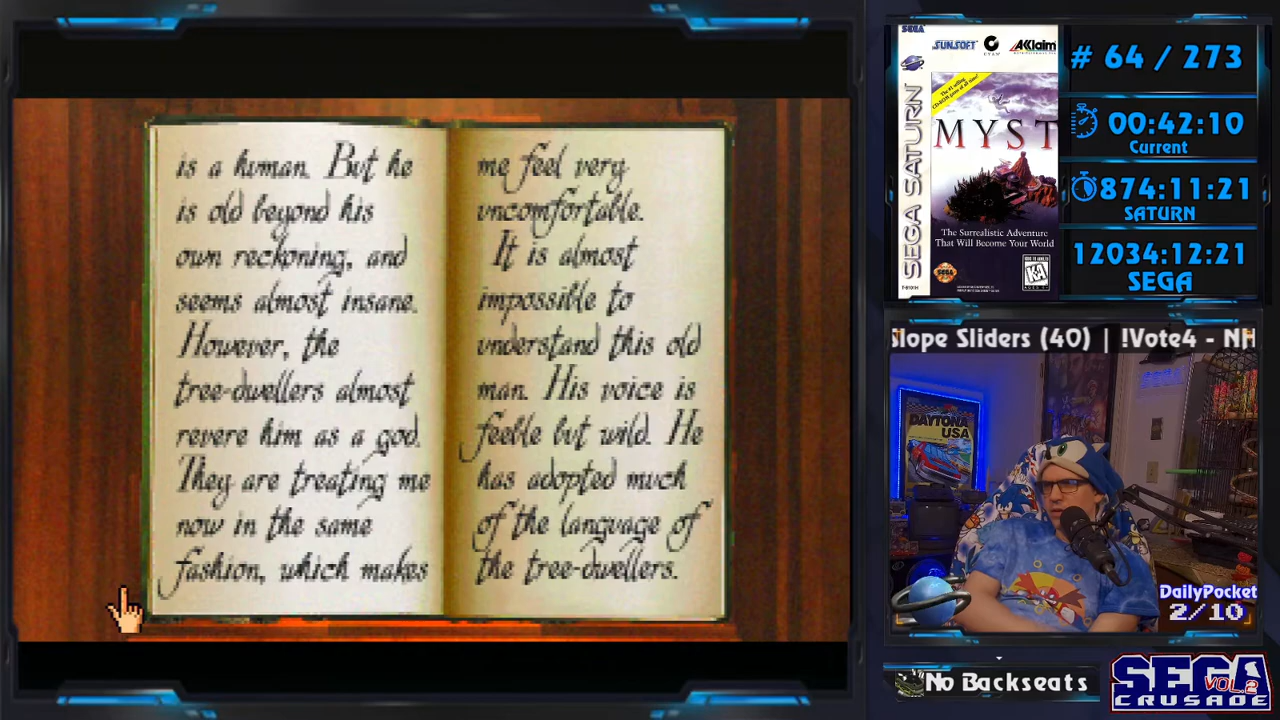 is a human. But he
is old beyond his
own reckoning, and
seems almost insane.
However, the
tree-dwellers almost
revere him as a god.
They are treating me
now in the same
fashion, which makes
me feel very
uncomfortable.
It is almost
impossible to
understand this old
man. His voice is
feeble but wild. He
has adopted much
of the language of
the tree-dwellers.
SEGA
SUNSOFT
AKklaim
SEGA SATURN
MYST
The Surrealistic Adventure
That Will Become Your World
K-A
# 64 / 273
00:42:10
Current
874:11:21
SATURN
12034:12:21
SEGA
Slope Sliders (40) | !Vote4 - NH
DAYTONA
USA
DailyPocket
2/10
No Backseats
SEGA
VOL.2
CRUSADE